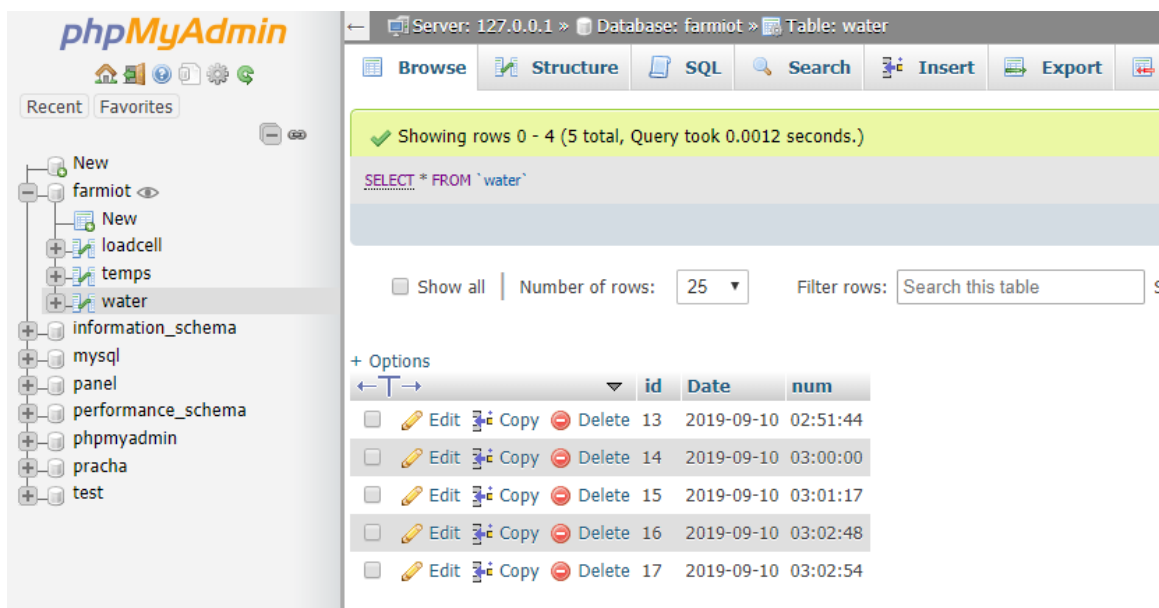 phpMyAdmin
Recent Favorites
New
farmiot
New
loadcell
temps
water
information_schema
mysql
panel
performance_schema
phpmyadmin
pracha
test
← Server: 127.0.0.1 » Database: farmiot » Table: water
Browse Structure SQL Search Insert Export
Showing rows 0 - 4 (5 total, Query took 0.0012 seconds.)
SELECT * FROM `water`
Show all Number of rows: 25 Filter rows: Search this table S
+ Options
←T→ id Date num
Edit Copy Delete 13 2019-09-10 02:51:44
Edit Copy Delete 14 2019-09-10 03:00:00
Edit Copy Delete 15 2019-09-10 03:01:17
Edit Copy Delete 16 2019-09-10 03:02:48
Edit Copy Delete 17 2019-09-10 03:02:54